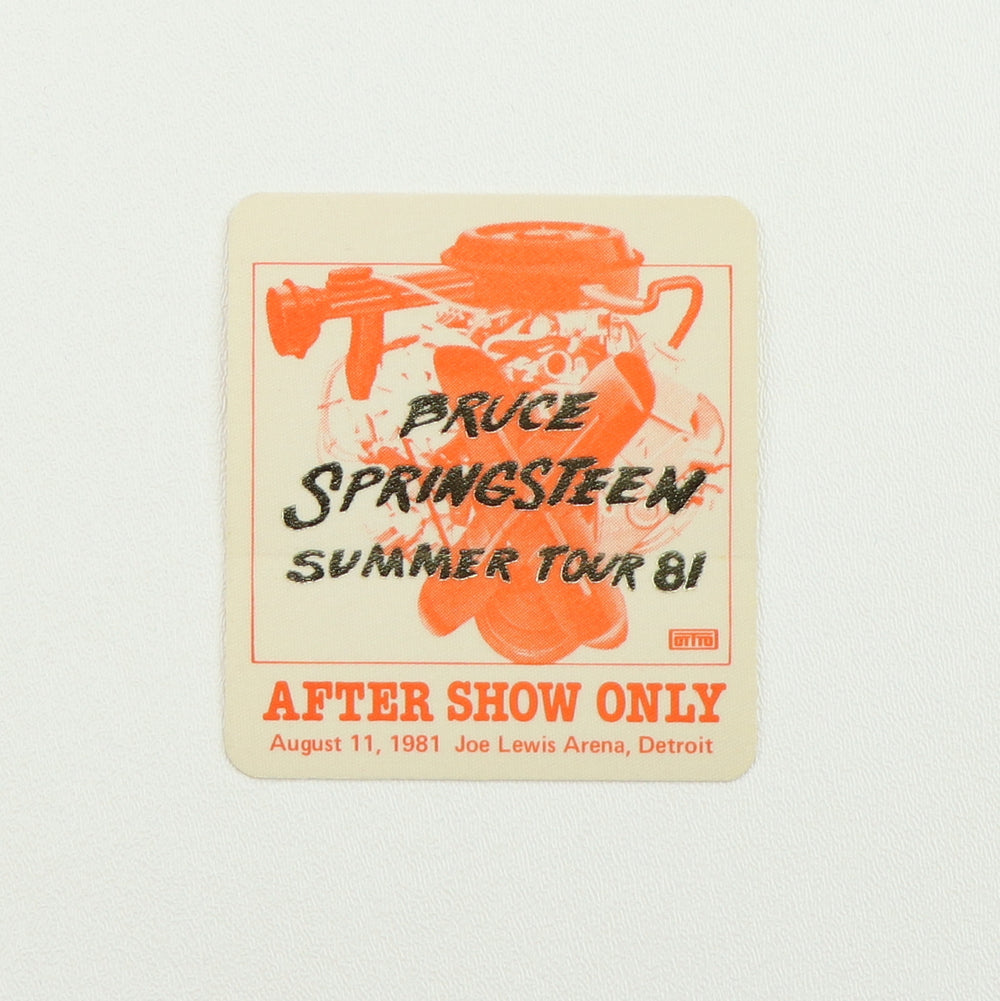 BRUCE
SPRINGSTEEN
SUMMER TOUR 81
OTTO
AFTER SHOW ONLY
August 11, 1981 Joe Lewis Arena, Detroit